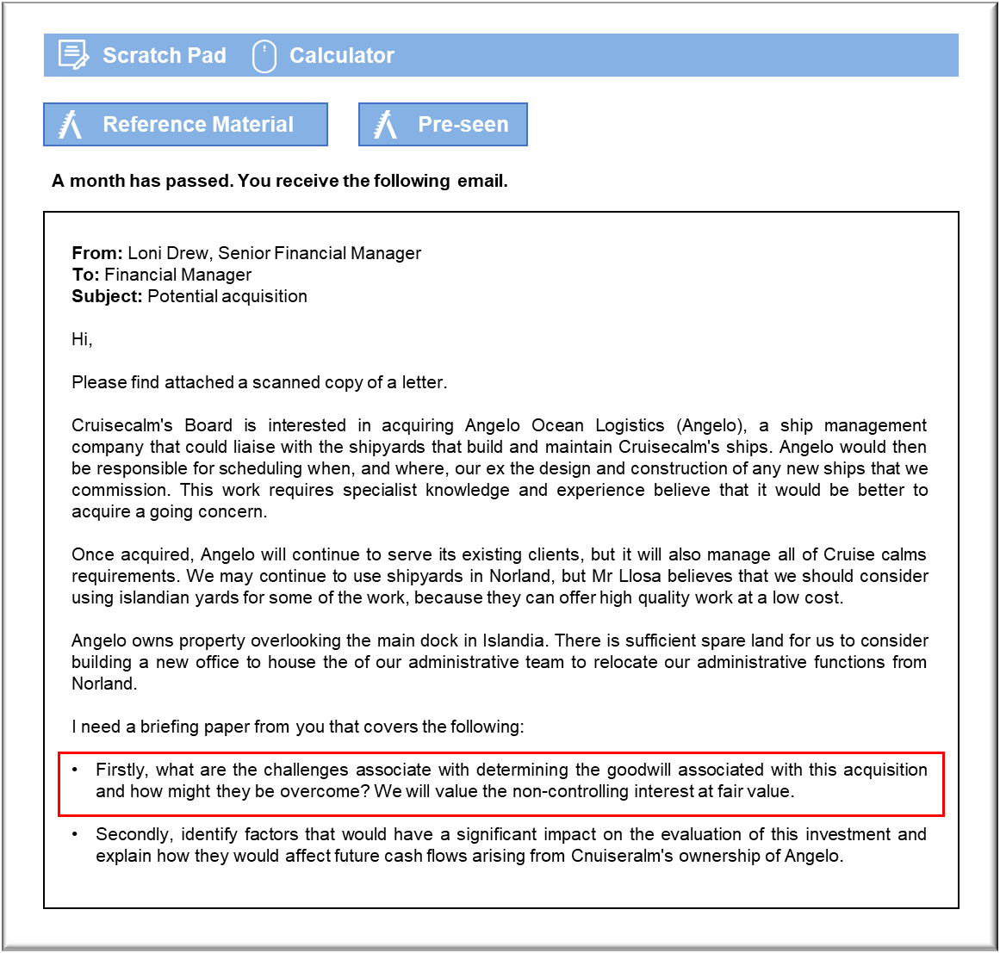 Scratch Pad Calculator
Reference Material Pre-seen
A month has passed. You receive the following email.
From: Loni Drew, Senior Financial Manager
To: Financial Manager
Subject: Potential acquisition
Hi,
Please find attached a scanned copy of a letter.
Cruisecalm's Board is interested in acquiring Angelo Ocean Logistics (Angelo), a ship management
company that could liaise with the shipyards that build and maintain Cruisecalm's ships. Angelo would then
be responsible for scheduling when, and where, our ex the design and construction of any new ships that we
commission. This work requires specialist knowledge and experience believe that it would be better to
acquire a going concern.
Once acquired, Angelo will continue to serve its existing clients, but it will also manage all of Cruise calms
requirements. We may continue to use shipyards in Norland, but Mr Llosa believes that we should consider
using islandian yards for some of the work, because they can offer high quality work at a low cost.
Angelo owns property overlooking the main dock in Islandia. There is sufficient spare land for us to consider
building a new office to house the of our administrative team to relocate our administrative functions from
Norland.
I need a briefing paper from you that covers the following:
• Firstly, what are the challenges associate with determining the goodwill associated with this acquisition
and how might they be overcome? We will value the non-controlling interest at fair value.
• Secondly, identify factors that would have a significant impact on the evaluation of this investment and
explain how they would affect future cash flows arising from Cnuiseralm's ownership of Angelo.